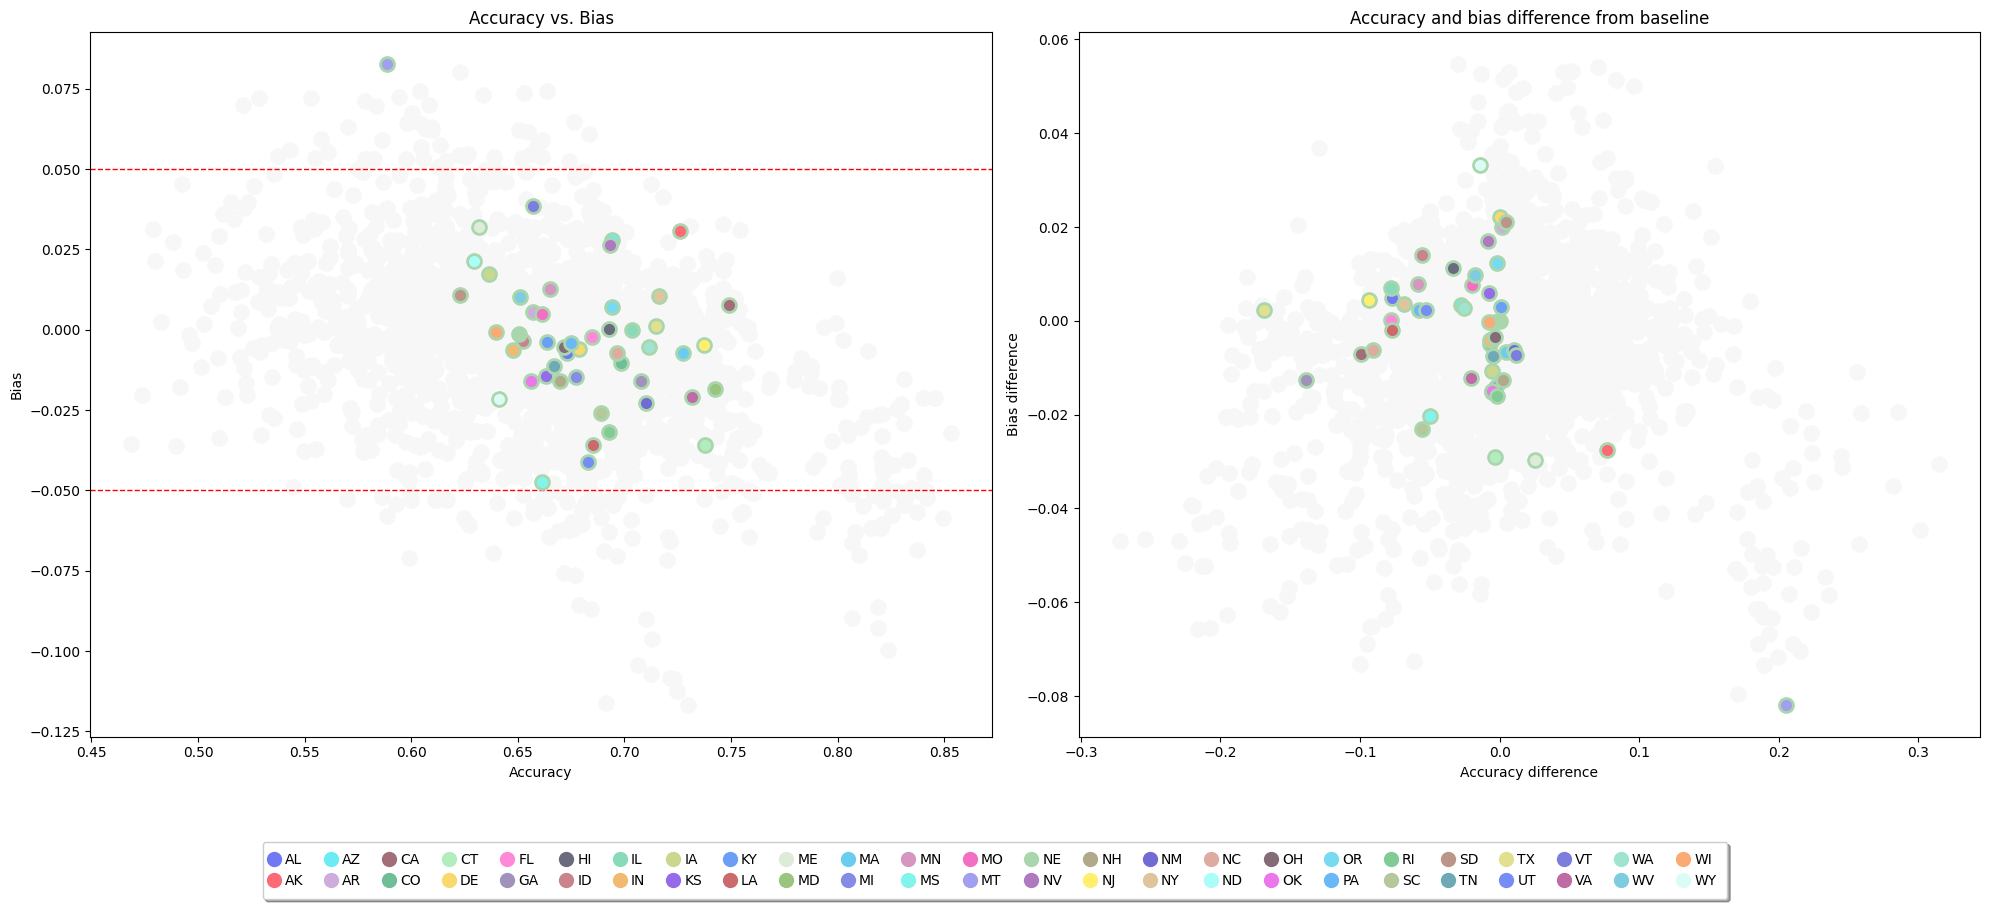 Accuracy vs. Bias
0.075
0.050
0.025
0.000
−0.025
−0.050
−0.075
−0.100
−0.125
Bias
0.45 0.50 0.55 0.60 0.65 0.70 0.75 0.80 0.85
Accuracy
Accuracy and bias difference from baseline
0.06
0.04
0.02
0.00
−0.02
−0.04
−0.06
−0.08
Bias difference
−0.3 −0.2 −0.1 0.0 0.1 0.2 0.3
Accuracy difference
AL AZ CA CT FL HI IL IA KY ME MA MN MO NE NH NM NC OH OR RI SD TX VT WA WI
AK AR CO DE GA ID IN KS LA MD MI MS MT NV NJ NY ND OK PA SC TN UT VA WV WY